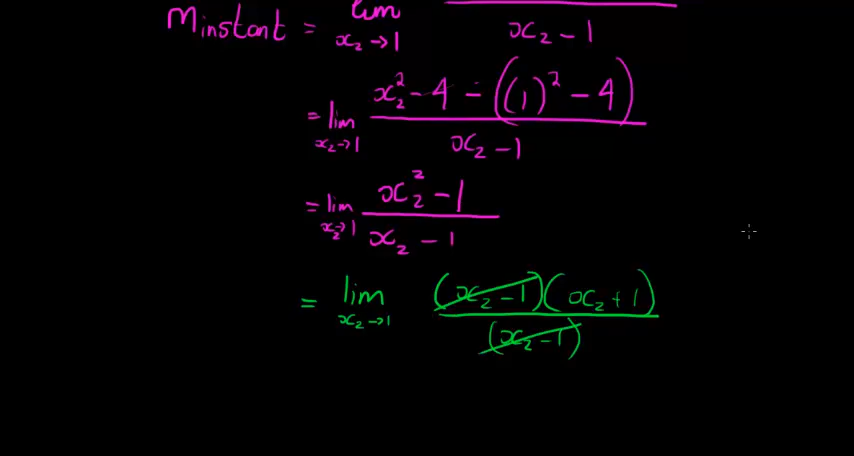 Minstant = lim x₂→1 x₂ - 1
= lim x₂→1 (x₂² - 4 - ((1)² - 4)) / (x₂ - 1)
= lim x₂→1 (x₂² - 1) / (x₂ - 1)
= lim x₂→1 (x₂ - 1)(x₂ + 1) / (x₂ - 1)